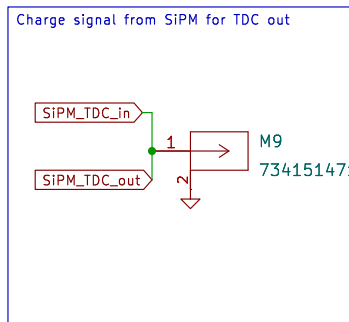 Charge signal from SiPM for TDC out
SiPM_TDC_in
1
M9
73415147
SiPM_TDC_out
2